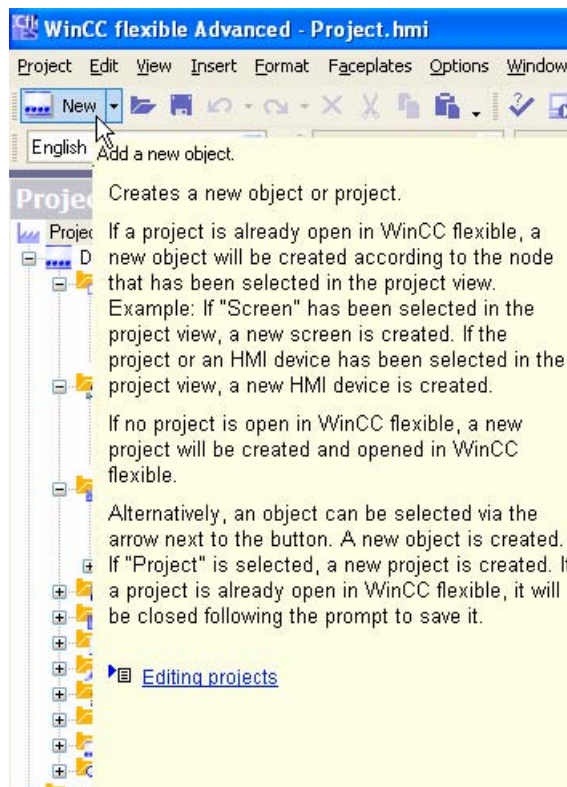 WinCC flexible Advanced - Project.hmi
Project Edit View Insert Format Faceplates Options Window
New
English
Add a new object.
Creates a new object or project.
If a project is already open in WinCC flexible, a
new object will be created according to the node
that has been selected in the project view.
Example: If "Screen" has been selected in the
project view, a new screen is created. If the
project or an HMI device has been selected in the
project view, a new HMI device is created.
If no project is open in WinCC flexible, a new
project will be created and opened in WinCC
flexible.
Alternatively, an object can be selected via the
arrow next to the button. A new object is created.
If "Project" is selected, a new project is created. If
a project is already open in WinCC flexible, it will
be closed following the prompt to save it.
Editing projects